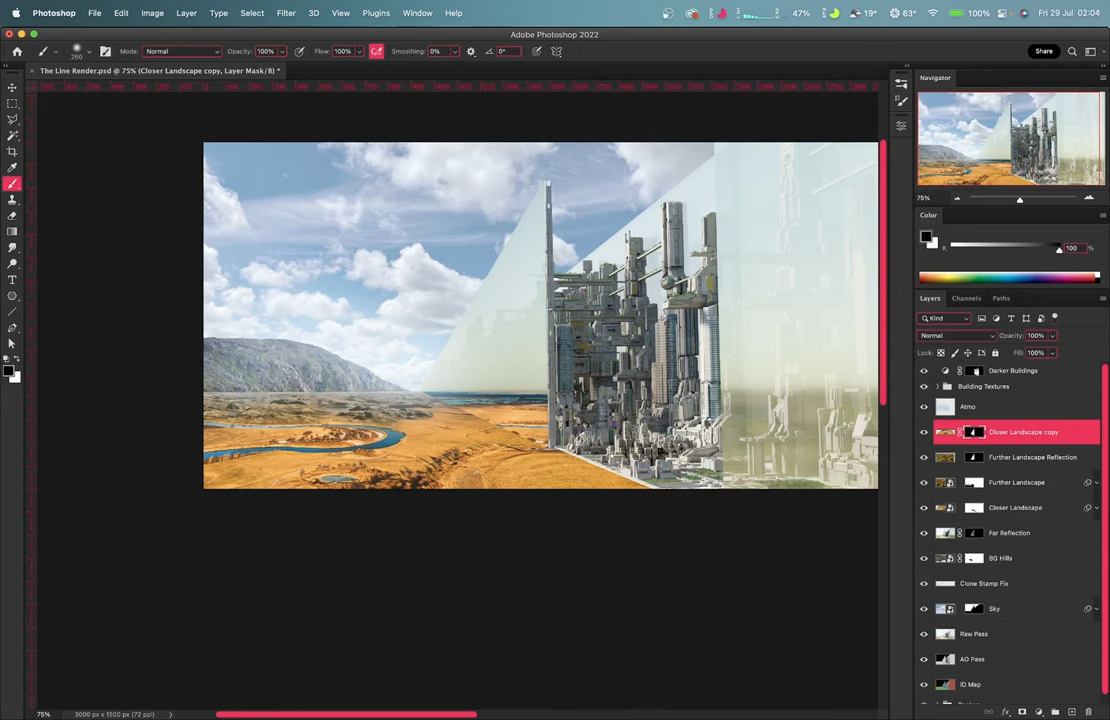 Photoshop File Edit Image Layer Type Select Filter 3D View Plugins Window Help 47% 19° 63° 100% Fri 29 Jul 02:04
Adobe Photoshop 2022
250 Mode: Normal Opacity: 100% Flow: 100% Smoothing: 0% 0° Share
The Line Render.psd @ 75% (Closer Landscape copy, Layer Mask/8) *
Navigator
75%
Color
K 100 %
Layers Channels Paths
Kind
Normal Opacity: 100%
Lock: Fill: 100%
Darker Buildings
Building Textures
Atmo
Closer Landscape copy
Further Landscape Reflection
Further Landscape
Closer Landscape
Far Reflection
BG Hills
Clone Stamp Fix
Sky
Raw Pass
AO Pass
ID Map
75% 3000 px x 1500 px (72 ppi)